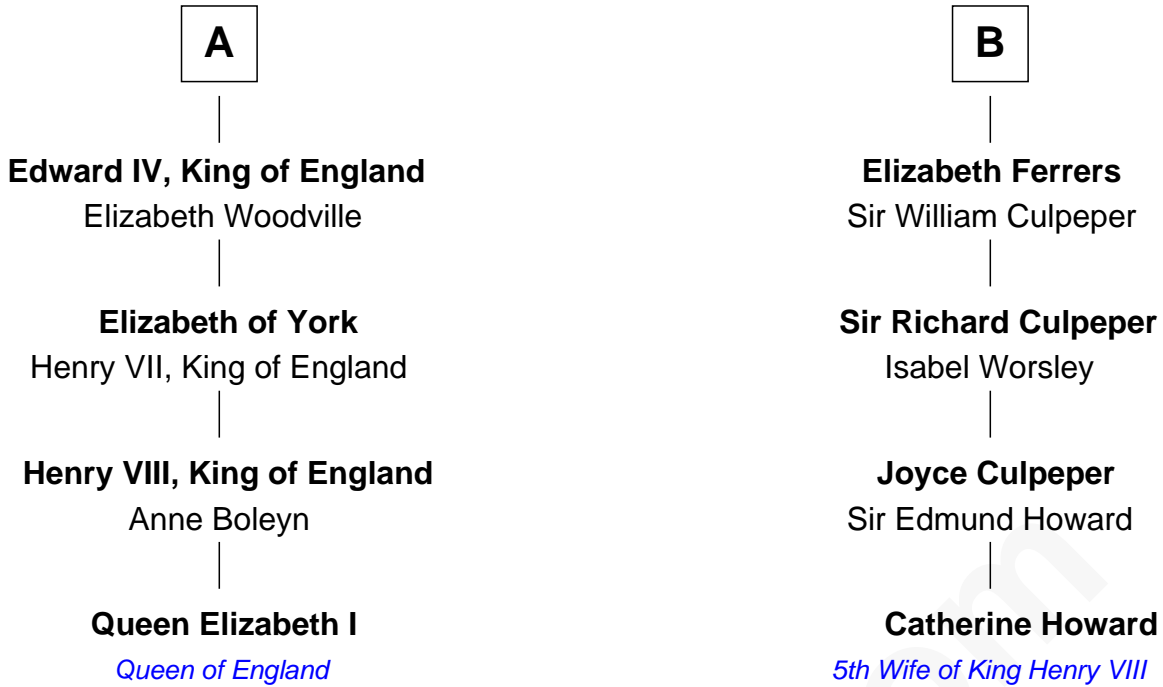 A
Edward IV, King of England
Elizabeth Woodville
Elizabeth of York
Henry VII, King of England
Henry VIII, King of England
Anne Boleyn
Queen Elizabeth I
Queen of England
B
Elizabeth Ferrers
Sir William Culpeper
Sir Richard Culpeper
Isabel Worsley
Joyce Culpeper
Sir Edmund Howard
Catherine Howard
5th Wife of King Henry VIII